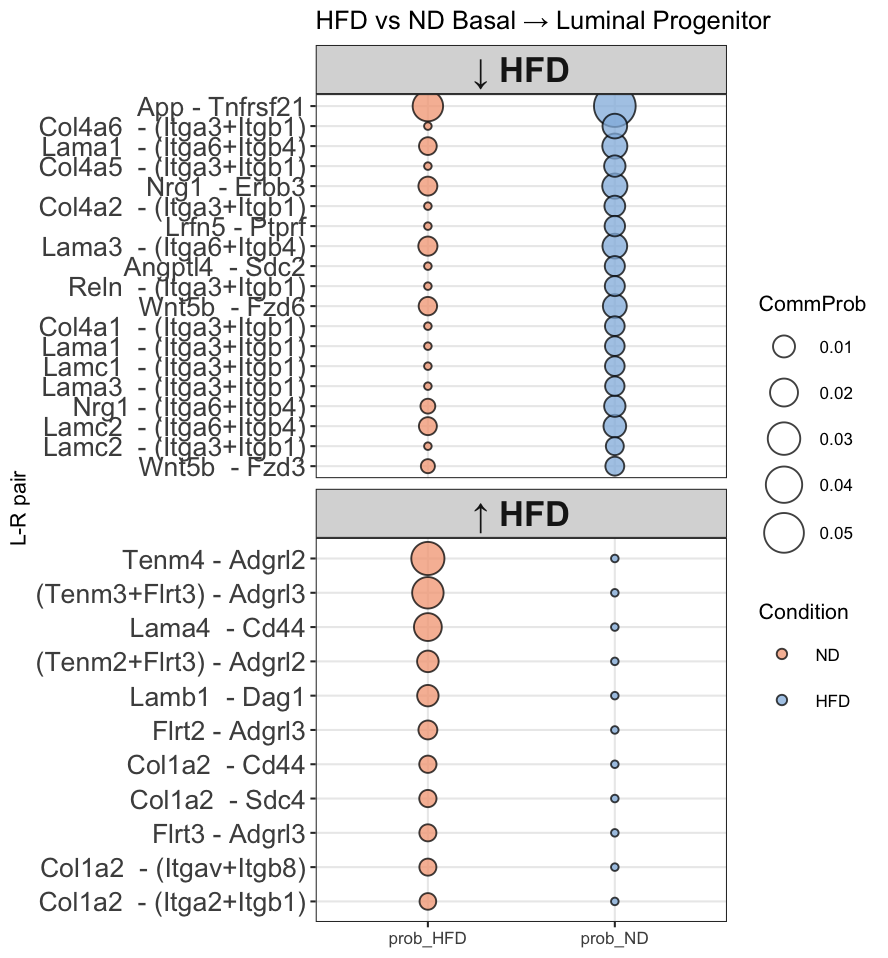 HFD vs ND Basal → Luminal Progenitor
↓ HFD
App - Tnfrsf21
Col4a6  - (Itga3+Itgb1)
Lama1  - (Itga6+Itgb4)
Col4a5  - (Itga3+Itgb1)
Nrg1  - Erbb3
Col4a2  - (Itga3+Itgb1)
Lrfn5 - Ptprf
Lama3  - (Itga6+Itgb4)
Angptl4  - Sdc2
Reln  - (Itga3+Itgb1)
Wnt5b  - Fzd6
Col4a1  - (Itga3+Itgb1)
Lama1  - (Itga3+Itgb1)
Lamc1  - (Itga3+Itgb1)
Lama3  - (Itga3+Itgb1)
Nrg1 - (Itga6+Itgb4)
Lamc2  - (Itga6+Itgb4)
Lamc2  - (Itga3+Itgb1)
Wnt5b  - Fzd3
L-R pair
↑ HFD
Tenm4 - Adgrl2
(Tenm3+Flrt3) - Adgrl3
Lama4  - Cd44
(Tenm2+Flrt3) - Adgrl2
Lamb1  - Dag1
Flrt2 - Adgrl3
Col1a2  - Cd44
Col1a2  - Sdc4
Flrt3 - Adgrl3
Col1a2  - (Itgav+Itgb8)
Col1a2  - (Itga2+Itgb1)
prob_HFD
prob_ND
CommProb
0.01
0.02
0.03
0.04
0.05
Condition
ND
HFD